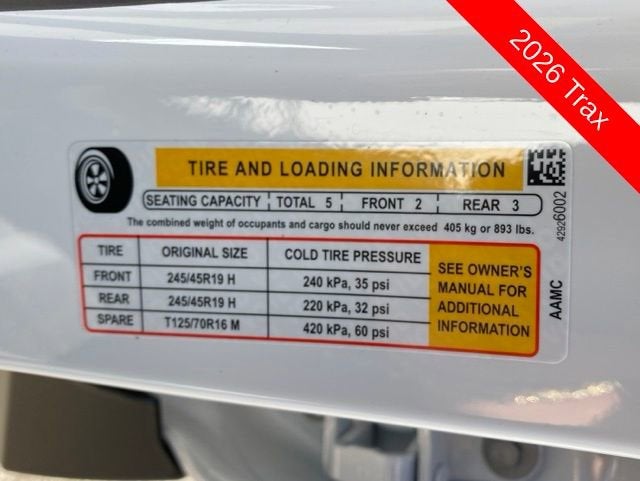 2026 Trax
TIRE AND LOADING INFORMATION
SEATING CAPACITY TOTAL 5 FRONT 2 REAR 3
The combined weight of occupants and cargo should never exceed 405 kg or 893 lbs.
TIRE ORIGINAL SIZE COLD TIRE PRESSURE
FRONT 245/45R19 H 240 kPa, 35 psi
REAR 245/45R19 H 220 kPa, 32 psi
SPARE T125/70R16 M 420 kPa, 60 psi
SEE OWNER'S
MANUAL FOR
ADDITIONAL
INFORMATION
42926002
AAMC